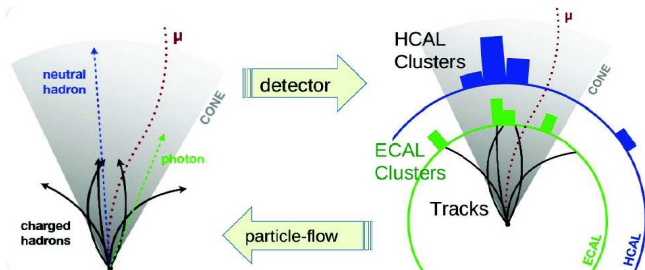 μ
neutral
hadron
CONE
photon
charged
hadrons
detector
particle-flow
μ
HCAL
Clusters
CONE
ECAL
Clusters
Tracks
ECAL
HCAL